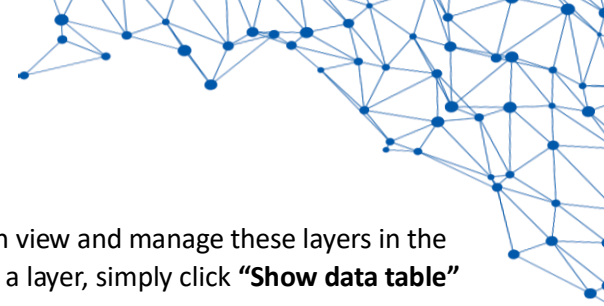 view and manage these layers in the
a layer, simply click “Show data table”